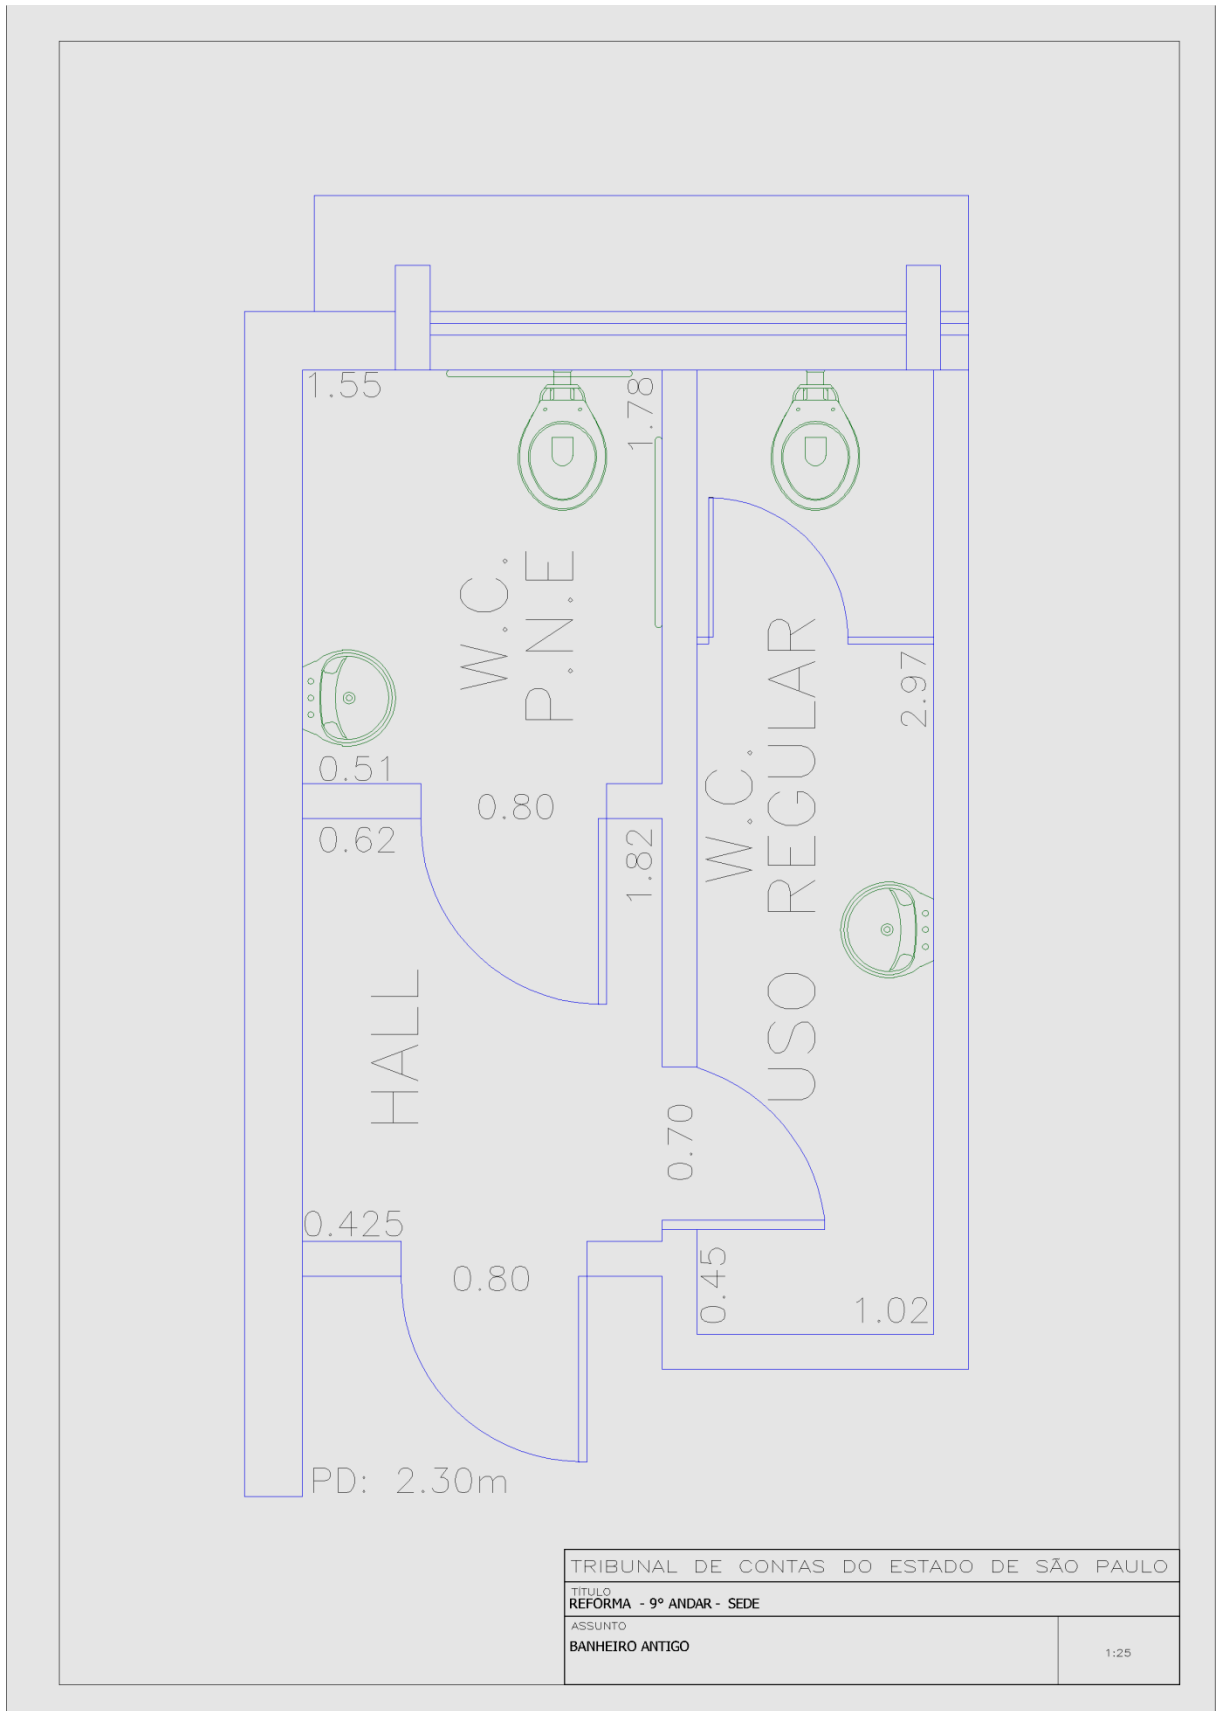 1.55
1.78
W.C.
P.N.E
2.97
W.C.
USO REGULAR
0.51
0.80
0.62
1.82
HALL
0.70
0.425
0.80
0.45
1.02
PD: 2.30m
TRIBUNAL DE CONTAS DO ESTADO DE SÃO PAULO
TÍTULO
REFORMA - 9º ANDAR - SEDE
ASSUNTO
BANHEIRO ANTIGO
1:25